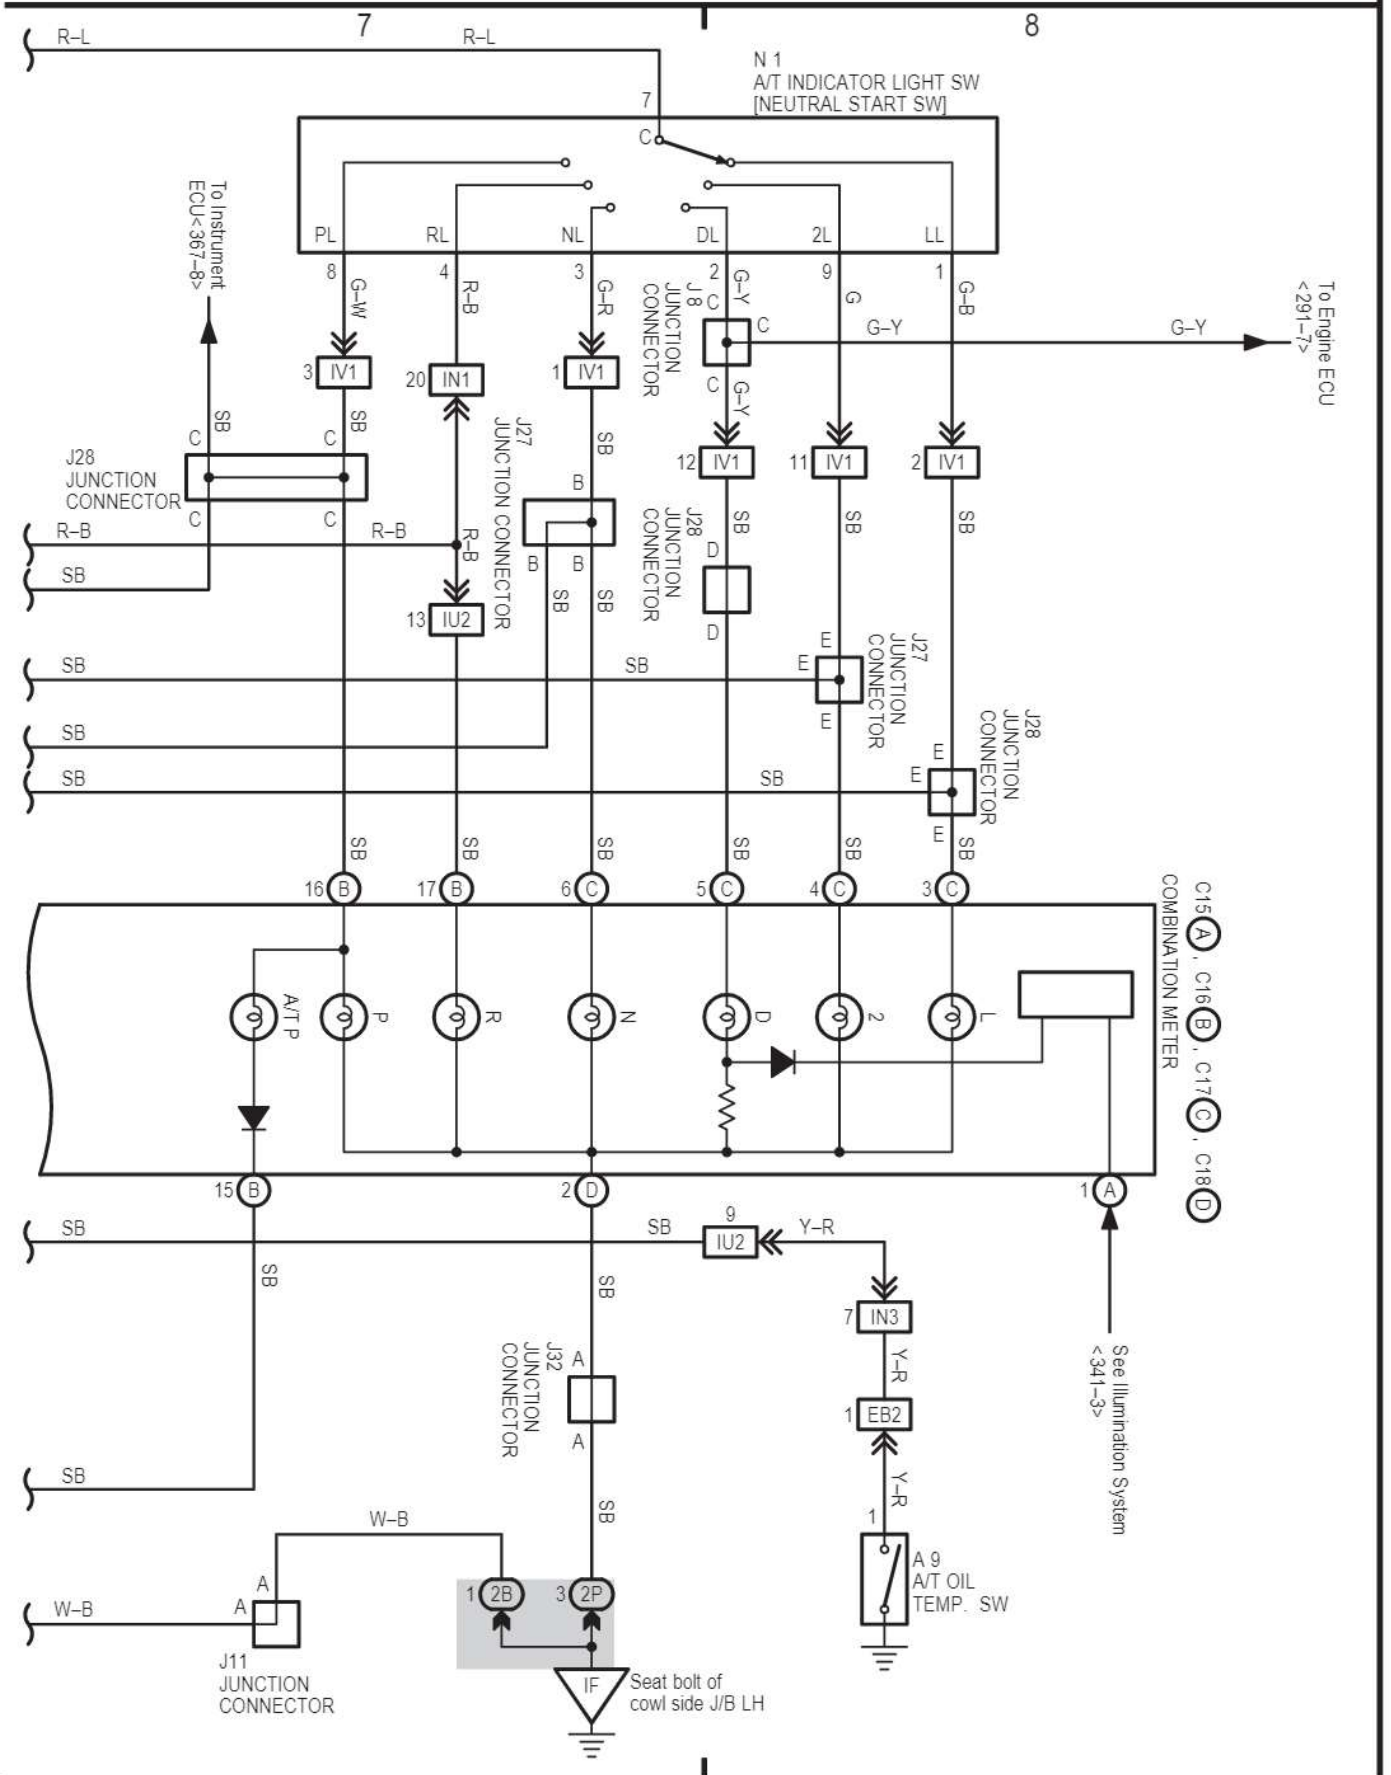 7
8
R–L
R–L
N 1
A/T INDICATOR LIGHT SW
[NEUTRAL START SW]
7
C
PL
RL
NL
DL
2L
LL
8
4
3
2
9
1
To Instrument
ECU<367–8>
G–W
R–B
G–R
G–Y
G
G–B
To Engine ECU
<291–7>
J 8
JUNCTION
CONNECTOR
C
C
C
G–Y
G–Y
G–Y
3
IV1
20
IN1
1
IV1
12
IV1
11
IV1
2
IV1
SB
SB
SB
C
C
J28
JUNCTION
CONNECTOR
C
C
J27
JUNCTION CONNECTOR
B
B
B
J28
JUNCTION
CONNECTOR
D
D
SB
SB
SB
R–B
R–B
R–B
SB
SB
SB
13
IU2
E
E
E
J27
JUNCTION
CONNECTOR
SB
SB
SB
J28
JUNCTION
CONNECTOR
E
E
E
SB
SB
SB
SB
SB
SB
SB
SB
16
B
17
B
6
C
5
C
4
C
3
C
C15 A , C16 B , C17 C , C18 D
COMBINATION METER
A/T P
P
R
N
D
2
L
15
B
2
D
1
A
SB
SB
9
IU2
Y–R
SB
SB
7
IN3
Y–R
1
EB2
Y–R
See Illumination System
<341–3>
J32
JUNCTION
CONNECTOR
A
A
SB
SB
1
A 9
A/T OIL
TEMP. SW
W–B
1
2B
3
2P
W–B
A
A
J11
JUNCTION
CONNECTOR
IF
Seat bolt of
cowl side J/B LH